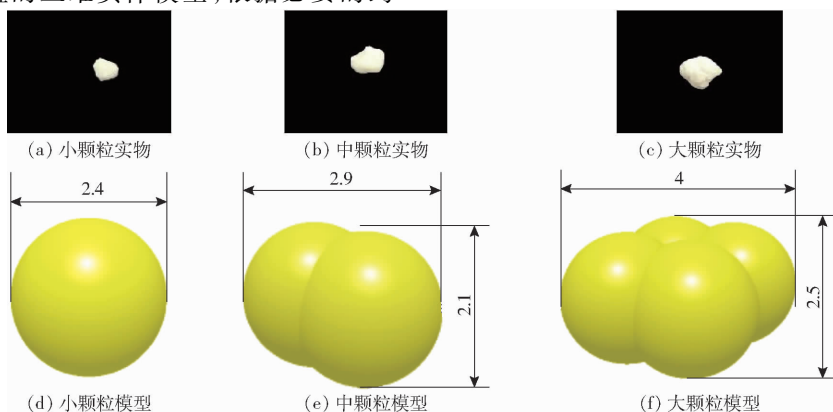 (a) 小颗粒实物
(b) 中颗粒实物
(c) 大颗粒实物
2.4
2.9
4
2.1
2.5
(d) 小颗粒模型
(e) 中颗粒模型
(f) 大颗粒模型